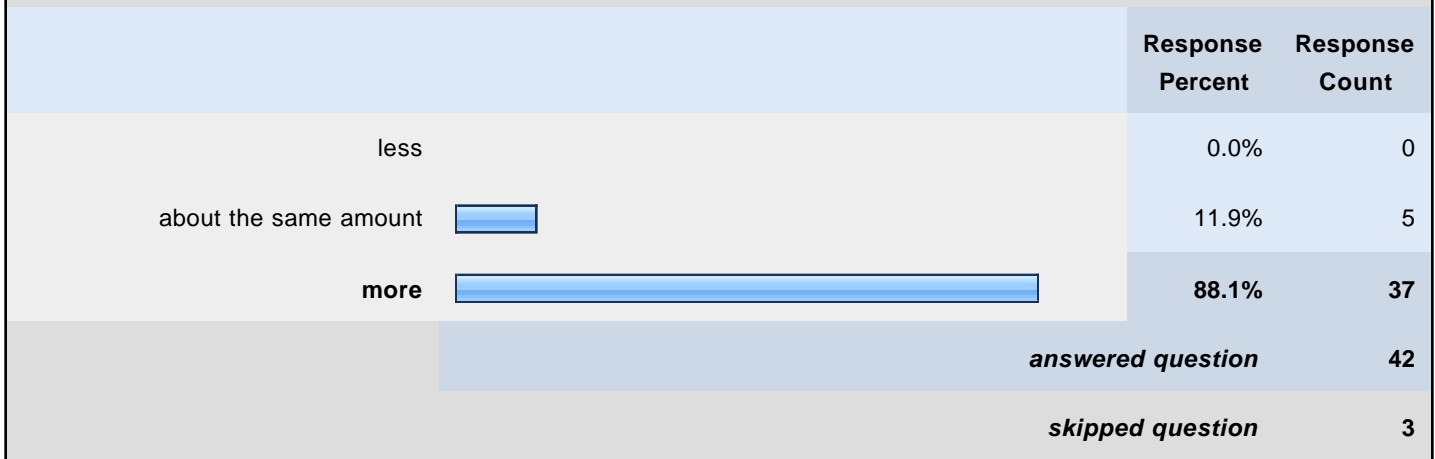 Response Response
Percent Count
less 0.0% 0
about the same amount 11.9% 5
more 88.1% 37
answered question 42
skipped question 3